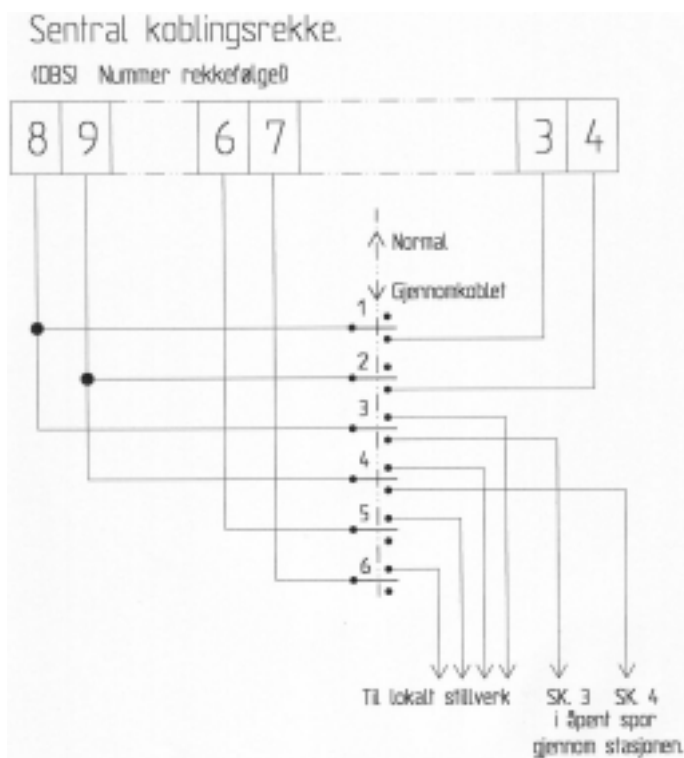 Sentral koblingsrekke.
(OBS! Nummer rekkefølge!)
8 9 6 7 3 4
Normal
Gjennomkoblet
1
2
3
4
5
6
Til lokalt stillverk SK. 3 SK. 4
i åpent spor
gjennom stasjonen.